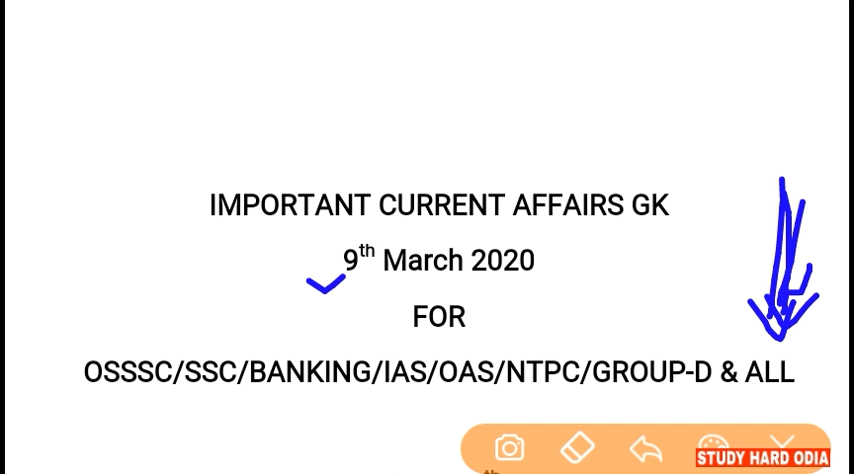 IMPORTANT CURRENT AFFAIRS GK
9th March 2020
FOR
OSSSC/SSC/BANKING/IAS/OAS/NTPC/GROUP-D & ALL
STUDY HARD ODIA
th